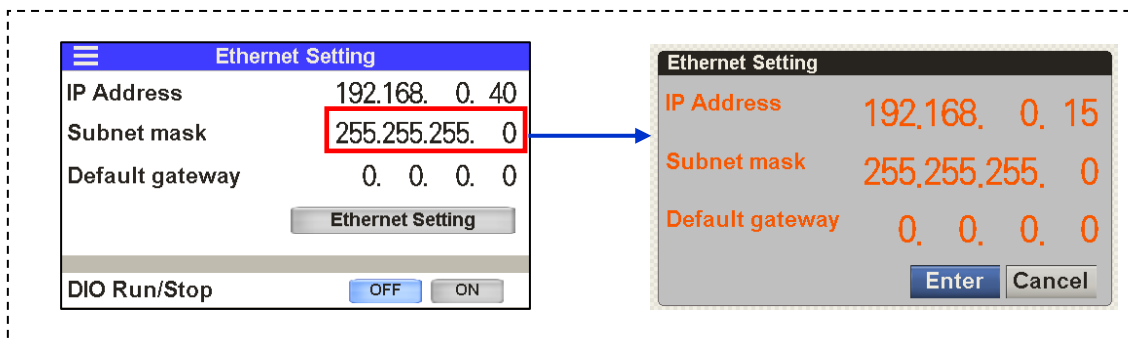 Ethernet Setting
IP Address 192.168. 0. 40
Subnet mask 255.255.255. 0
Default gateway 0. 0. 0. 0
Ethernet Setting
DIO Run/Stop OFF ON
Ethernet Setting
IP Address 192.168. 0. 15
Subnet mask 255.255.255. 0
Default gateway 0. 0. 0. 0
Enter Cancel